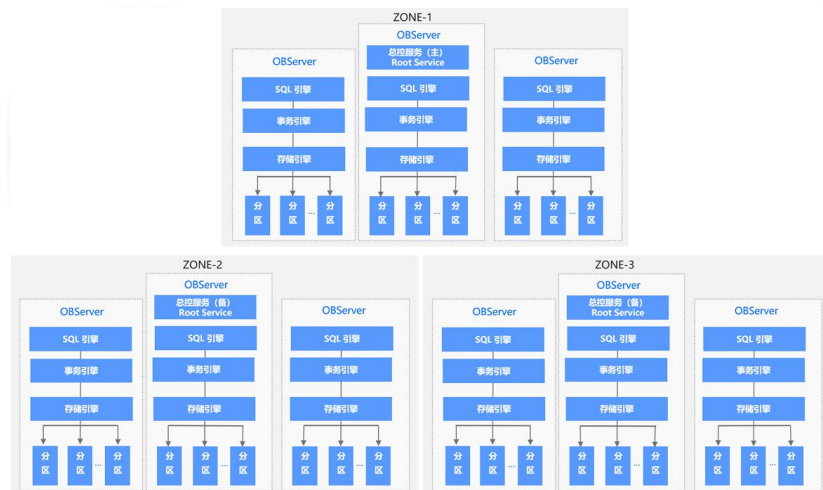 ZONE-1
OBServer
SQL 引擎
事务引擎
存储引擎
分区
分区
...
分区
OBServer
总控服务（主）
Root Service
SQL 引擎
事务引擎
存储引擎
分区
分区
...
分区
OBServer
SQL 引擎
事务引擎
存储引擎
分区
分区
...
分区
ZONE-2
OBServer
SQL 引擎
事务引擎
存储引擎
分区
分区
...
分区
OBServer
总控服务（备）
Root Service
SQL 引擎
事务引擎
存储引擎
分区
分区
...
分区
OBServer
SQL 引擎
事务引擎
存储引擎
分区
分区
...
分区
ZONE-3
OBServer
SQL 引擎
事务引擎
存储引擎
分区
分区
...
分区
OBServer
总控服务（备）
Root Service
SQL 引擎
事务引擎
存储引擎
分区
分区
...
分区
OBServer
SQL 引擎
事务引擎
存储引擎
分区
分区
...
分区